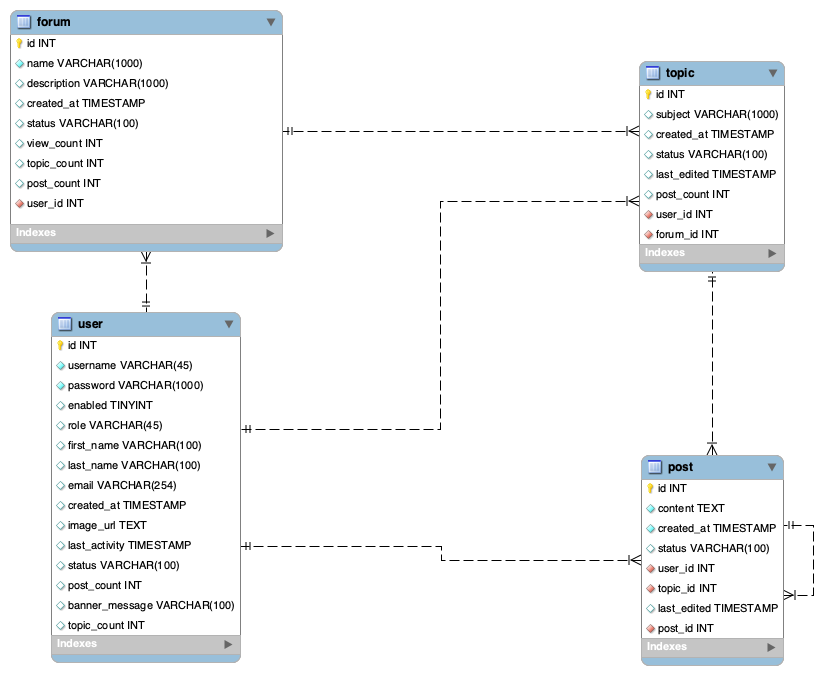 forum
id INT
name VARCHAR(1000)
description VARCHAR(1000)
created_at TIMESTAMP
status VARCHAR(100)
view_count INT
topic_count INT
post_count INT
user_id INT
Indexes
topic
id INT
subject VARCHAR(1000)
created_at TIMESTAMP
status VARCHAR(100)
last_edited TIMESTAMP
post_count INT
user_id INT
forum_id INT
Indexes
user
id INT
username VARCHAR(45)
password VARCHAR(1000)
enabled TINYINT
role VARCHAR(45)
first_name VARCHAR(100)
last_name VARCHAR(100)
email VARCHAR(254)
created_at TIMESTAMP
image_url TEXT
last_activity TIMESTAMP
status VARCHAR(100)
post_count INT
banner_message VARCHAR(100)
topic_count INT
Indexes
post
id INT
content TEXT
created_at TIMESTAMP
status VARCHAR(100)
user_id INT
topic_id INT
last_edited TIMESTAMP
post_id INT
Indexes